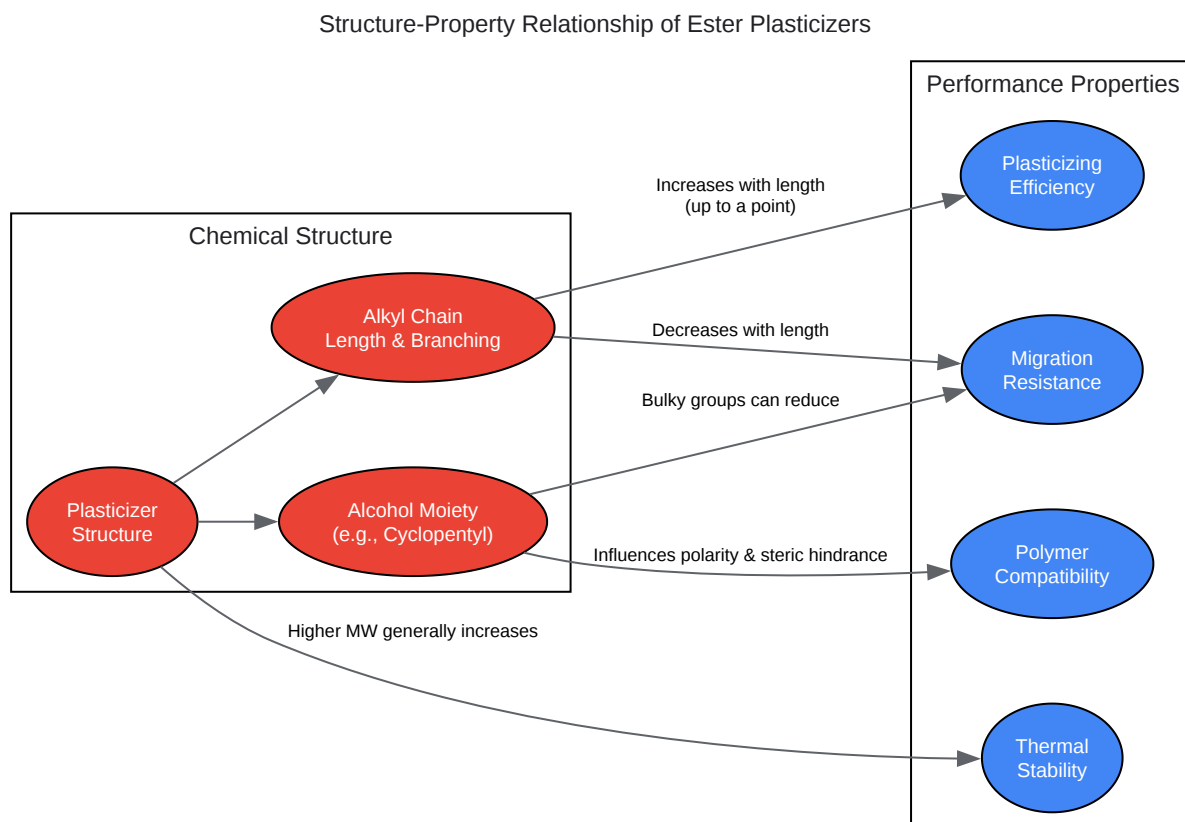 Structure-Property Relationship of Ester Plasticizers
Performance Properties
Plasticizing
Efficiency
Increases with length
(up to a point)
Chemical Structure
Alkyl Chain
Length & Branching
Decreases with length
Migration
Resistance
Bulky groups can reduce
Plasticizer
Structure
Alcohol Moiety
(e.g., Cyclopentyl)
Influences polarity & steric hindrance
Polymer
Compatibility
Higher MW generally increases
Thermal
Stability